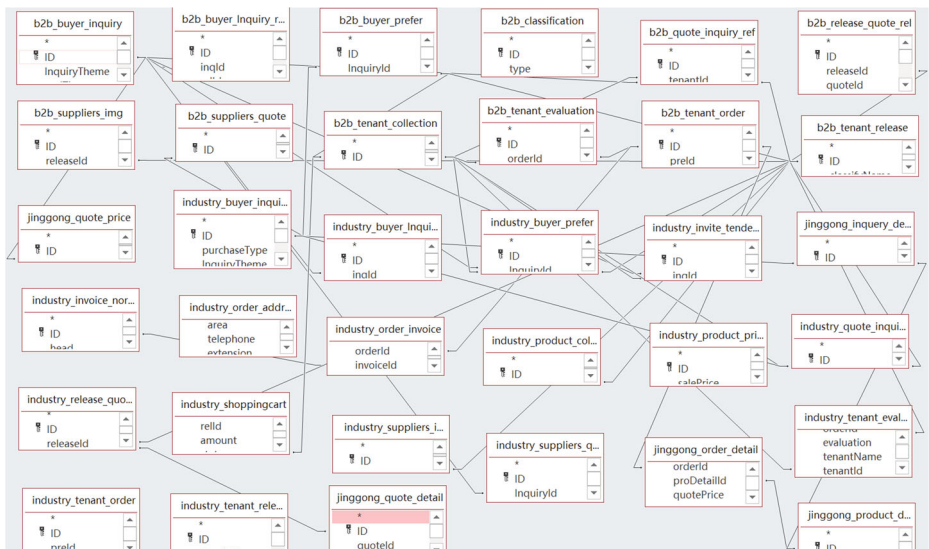 b2b_buyer_inquiry
*
ID
InquiryTheme
b2b_buyer_Inquiry_r...
*
ID
inqId
b2b_buyer_prefer
*
ID
InquiryId
b2b_classification
*
ID
type
b2b_quote_inquiry_ref
*
ID
tenantId
b2b_release_quote_rel
*
ID
releaseId
quoteId
b2b_suppliers_img
*
ID
releaseId
b2b_suppliers_quote
*
ID
b2b_tenant_collection
*
ID
b2b_tenant_evaluation
*
ID
orderId
b2b_tenant_order
*
ID
preId
b2b_tenant_release
*
ID
classifyName
jinggong_quote_price
*
ID
industry_buyer_inqui...
*
ID
purchaseType
InquiryTheme
industry_buyer_Inqui...
*
ID
inqId
industry_buyer_prefer
*
ID
InquiryId
industry_invite_tende...
*
ID
inqId
jinggong_inquery_de...
*
ID
industry_invoice_nor...
*
ID
head
industry_order_addr...
area
telephone
extension
industry_order_invoice
orderId
invoiceId
industry_product_col...
*
ID
industry_product_pri...
*
ID
salePrice
industry_quote_inqui...
*
ID
industry_release_quo...
*
ID
releaseId
industry_shoppingcart
relId
amount
industry_suppliers_i...
*
ID
industry_suppliers_q...
*
ID
InquiryId
jinggong_order_detail
orderId
proDetailId
quotePrice
industry_tenant_eval...
orderId
evaluation
tenantName
tenantId
industry_tenant_order
*
ID
preId
industry_tenant_rele...
*
ID
jinggong_quote_detail
*
ID
quoteId
jinggong_product_d...
*
ID